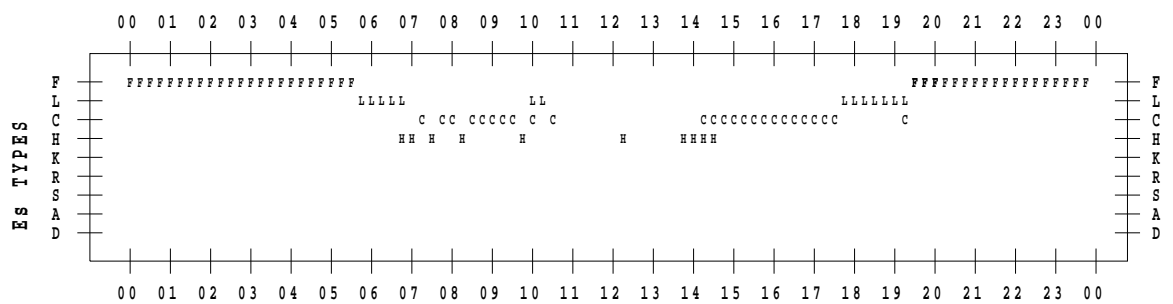 00 01 02 03 04 05 06 07 08 09 10 11 12 13 14 15 16 17 18 19 20 21 22 23 00
F FFFFFFFFFFFFFFFFFFFFFFF FFFFFFFFFFFFFFFFFF F
L LLLLL LL LLLLLLL L
C C CC CCCCC C C CCCCCCCCCCCCCC C C
H HH H H H H HHHH H
K K
R R
S S
A A
D D
Es TYPES
00 01 02 03 04 05 06 07 08 09 10 11 12 13 14 15 16 17 18 19 20 21 22 23 00